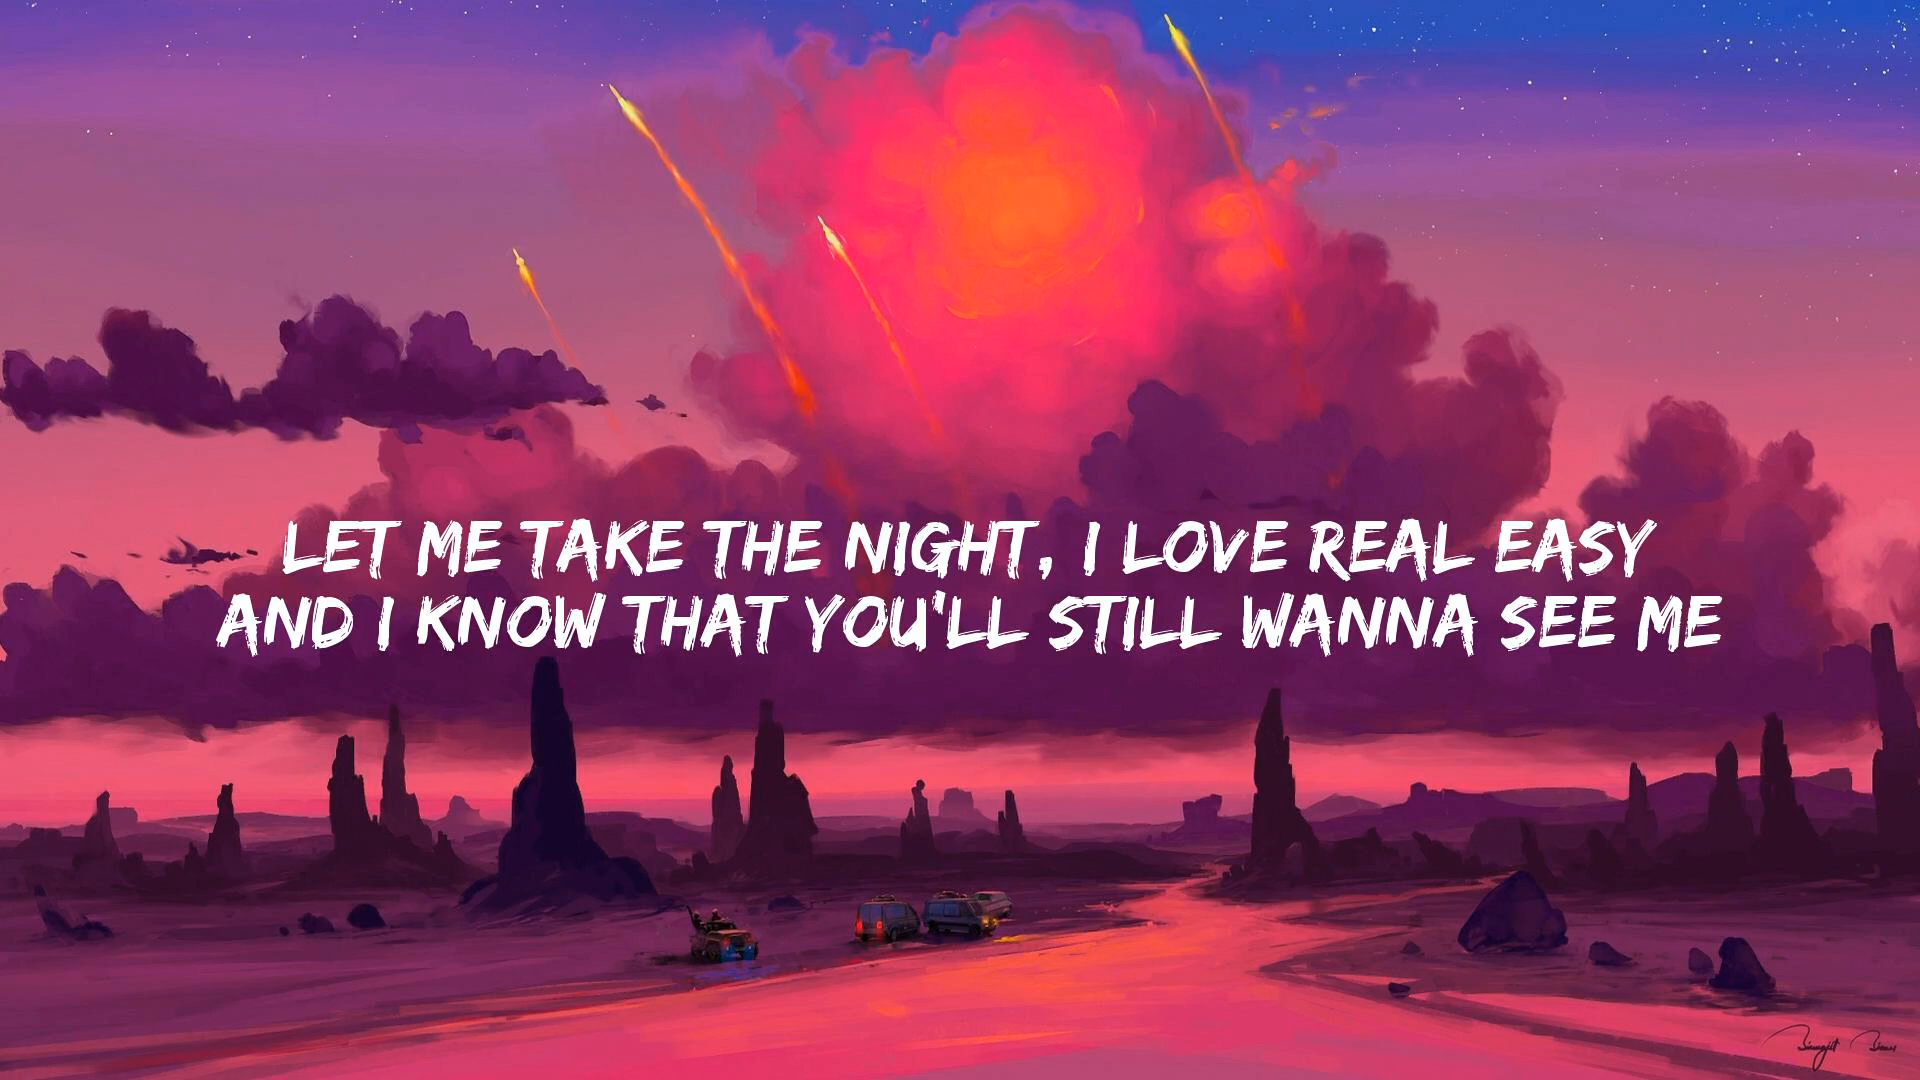 LET ME TAKE THE NIGHT, I LOVE REAL EASY
AND I KNOW THAT YOU'LL STILL WANNA SEE ME